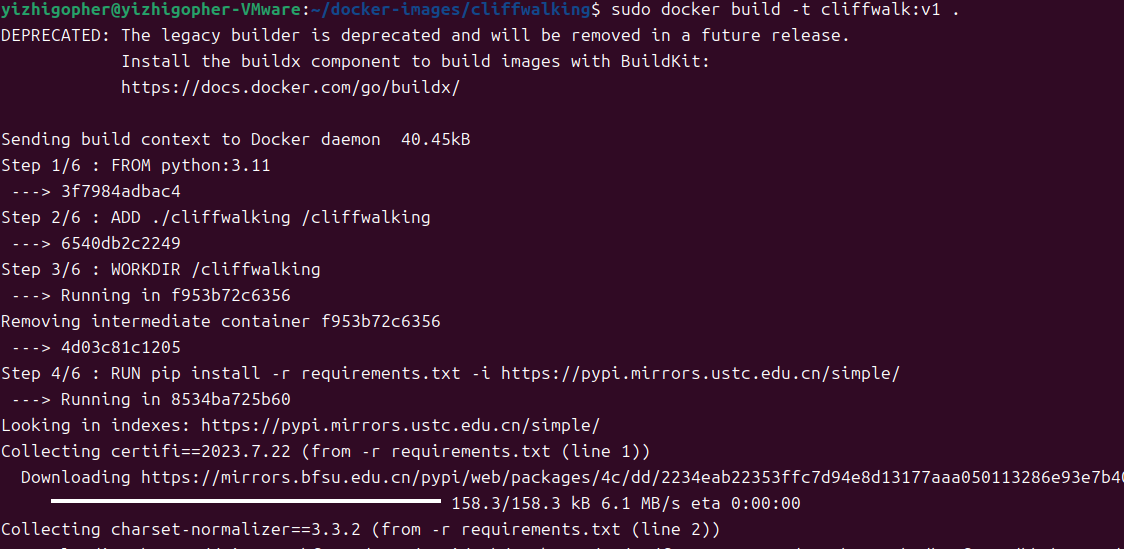 yizhigopher@yizhigopher-VMware:~/docker-images/cliffwalking$ sudo docker build -t cliffwalk:v1 .
DEPRECATED: The legacy builder is deprecated and will be removed in a future release.
Install the buildx component to build images with BuildKit:
https://docs.docker.com/go/buildx/
Sending build context to Docker daemon  40.45kB
Step 1/6 : FROM python:3.11
---> 3f7984adbac4
Step 2/6 : ADD ./cliffwalking /cliffwalking
---> 6540db2c2249
Step 3/6 : WORKDIR /cliffwalking
---> Running in f953b72c6356
Removing intermediate container f953b72c6356
---> 4d03c81c1205
Step 4/6 : RUN pip install -r requirements.txt -i https://pypi.mirrors.ustc.edu.cn/simple/
---> Running in 8534ba725b60
Looking in indexes: https://pypi.mirrors.ustc.edu.cn/simple/
Collecting certifi==2023.7.22 (from -r requirements.txt (line 1))
Downloading https://mirrors.bfsu.edu.cn/pypi/web/packages/4c/dd/2234eab22353ffc7d94e8d13177aaa050113286e93e7b40
158.3/158.3 kB 6.1 MB/s eta 0:00:00
Collecting charset-normalizer==3.3.2 (from -r requirements.txt (line 2))